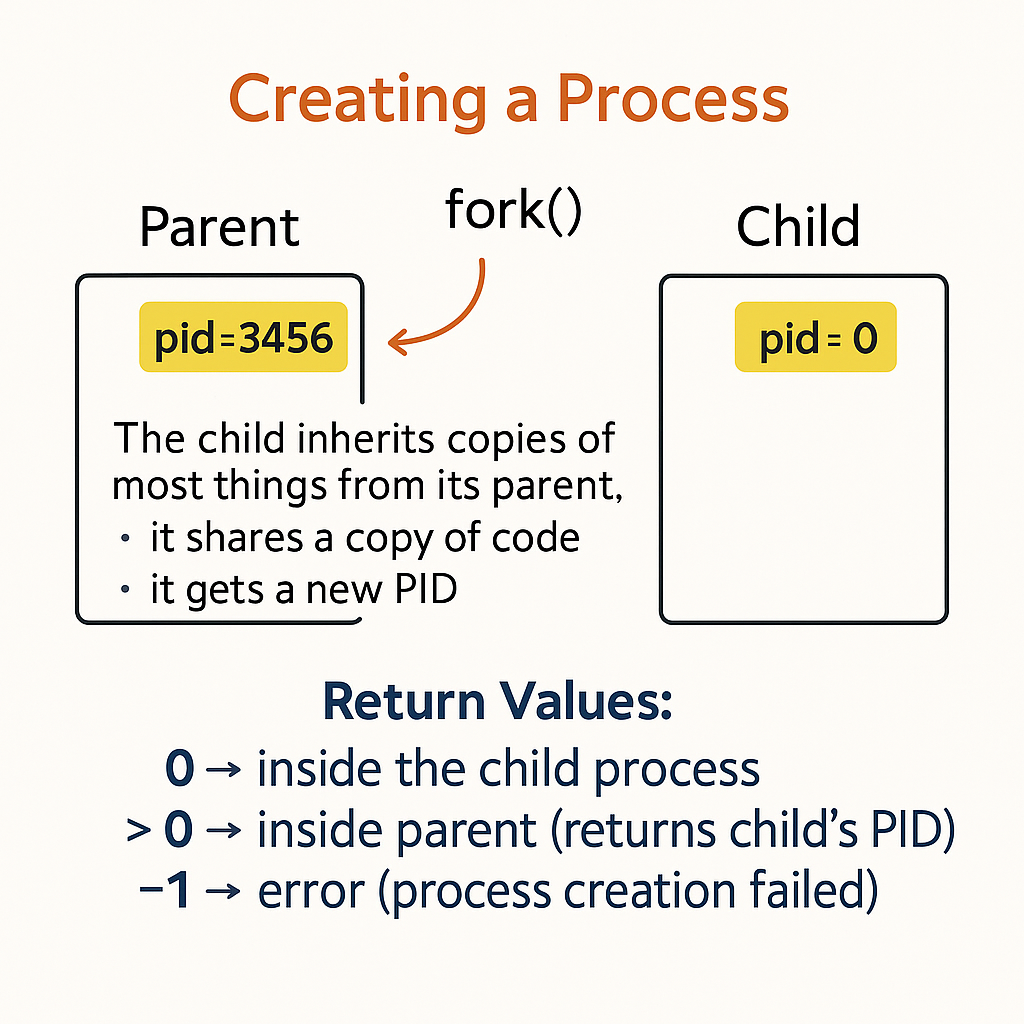 Creating a Process
Parent
fork()
Child
pid=3456
pid = 0
The child inherits copies of
most things from its parent,
• it shares a copy of code
• it gets a new PID
Return Values:
0 → inside the child process
> 0 → inside parent (returns child’s PID)
−1 → error (process creation failed)